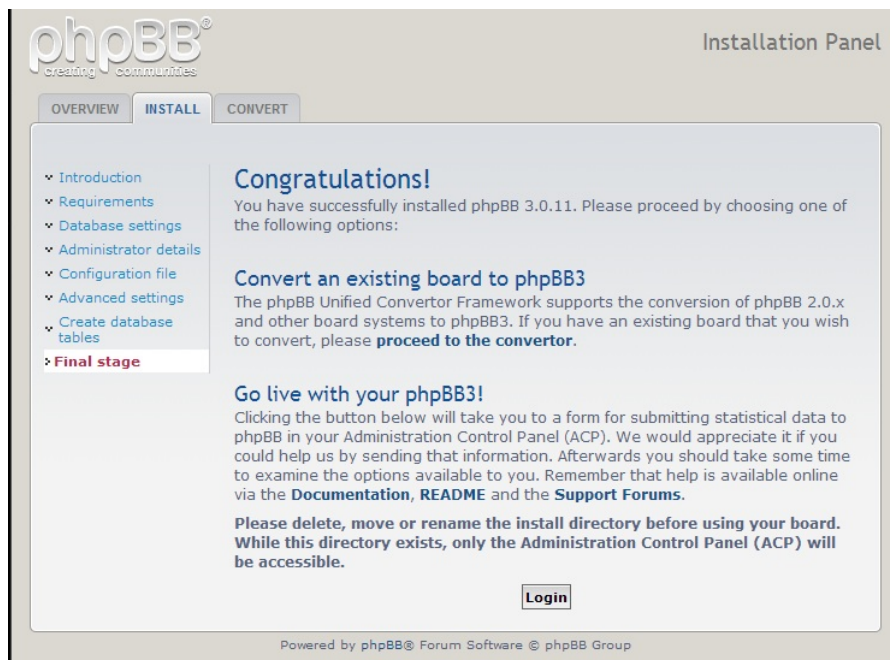 phpBB®
creating communities
Installation Panel
OVERVIEW
INSTALL
CONVERT
Introduction
Requirements
Database settings
Administrator details
Configuration file
Advanced settings
Create database
tables
Final stage
Congratulations!
You have successfully installed phpBB 3.0.11. Please proceed by choosing one of
the following options:
Convert an existing board to phpBB3
The phpBB Unified Convertor Framework supports the conversion of phpBB 2.0.x
and other board systems to phpBB3. If you have an existing board that you wish
to convert, please proceed to the convertor.
Go live with your phpBB3!
Clicking the button below will take you to a form for submitting statistical data to
phpBB in your Administration Control Panel (ACP). We would appreciate it if you
could help us by sending that information. Afterwards you should take some time
to examine the options available to you. Remember that help is available online
via the Documentation, README and the Support Forums.
Please delete, move or rename the install directory before using your board.
While this directory exists, only the Administration Control Panel (ACP) will
be accessible.
Login
Powered by phpBB® Forum Software © phpBB Group